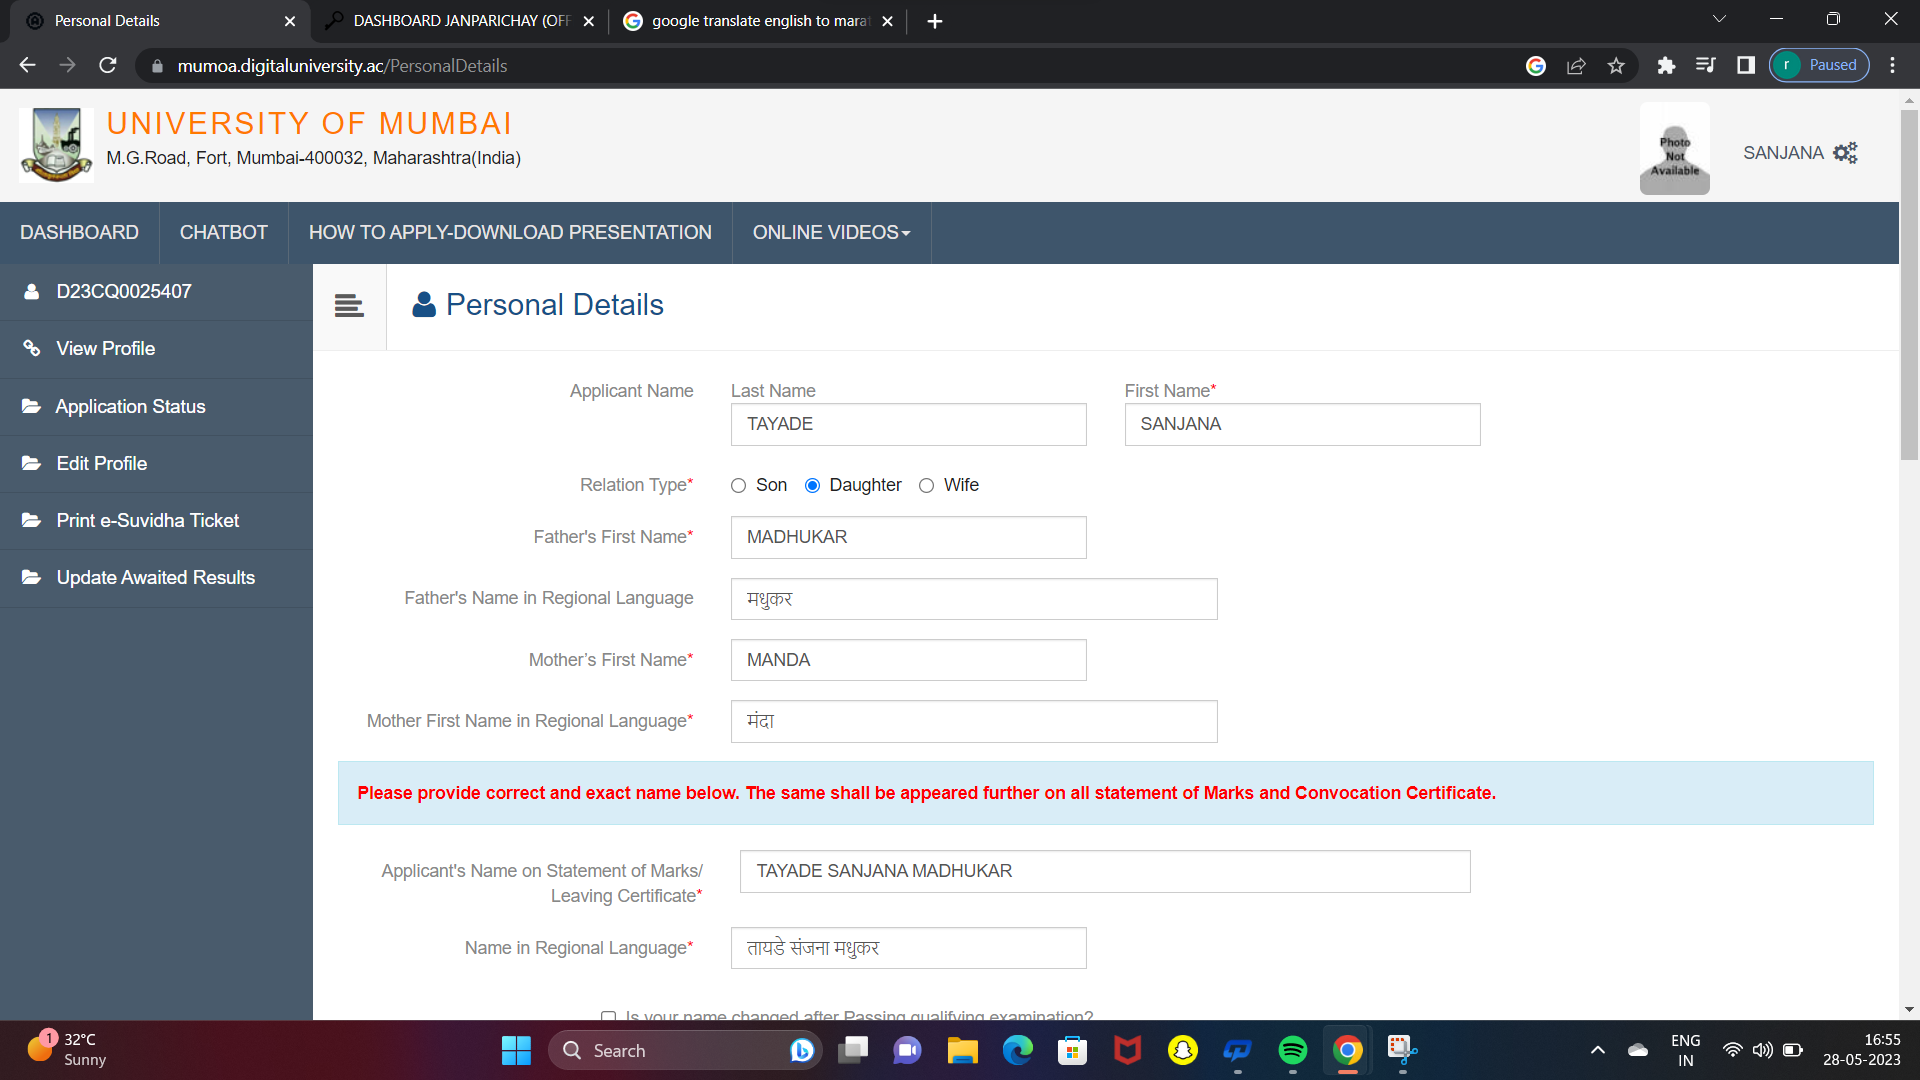 Personal Details
DASHBOARD JANPARICHAY (OFF
google translate english to marat
mumoa.digitaluniversity.ac/PersonalDetails
r Paused
UNIVERSITY OF MUMBAI
M.G.Road, Fort, Mumbai-400032, Maharashtra(India)
Photo
Not
Available
SANJANA
DASHBOARD
CHATBOT
HOW TO APPLY-DOWNLOAD PRESENTATION
ONLINE VIDEOS
D23CQ0025407
View Profile
Application Status
Edit Profile
Print e-Suvidha Ticket
Update Awaited Results
Personal Details
Applicant Name
Last Name
First Name*
TAYADE
SANJANA
Relation Type*
Son
Daughter
Wife
Father's First Name*
MADHUKAR
Father's Name in Regional Language
मधुकर
Mother’s First Name*
MANDA
Mother First Name in Regional Language*
मंदा
Please provide correct and exact name below. The same shall be appeared further on all statement of Marks and Convocation Certificate.
Applicant's Name on Statement of Marks/
Leaving Certificate*
TAYADE SANJANA MADHUKAR
Name in Regional Language*
तायडे संजना मधुकर
Is your name changed after Passing qualifying examination?
1
32°C
Sunny
Search
ENG
IN
16:55
28-05-2023